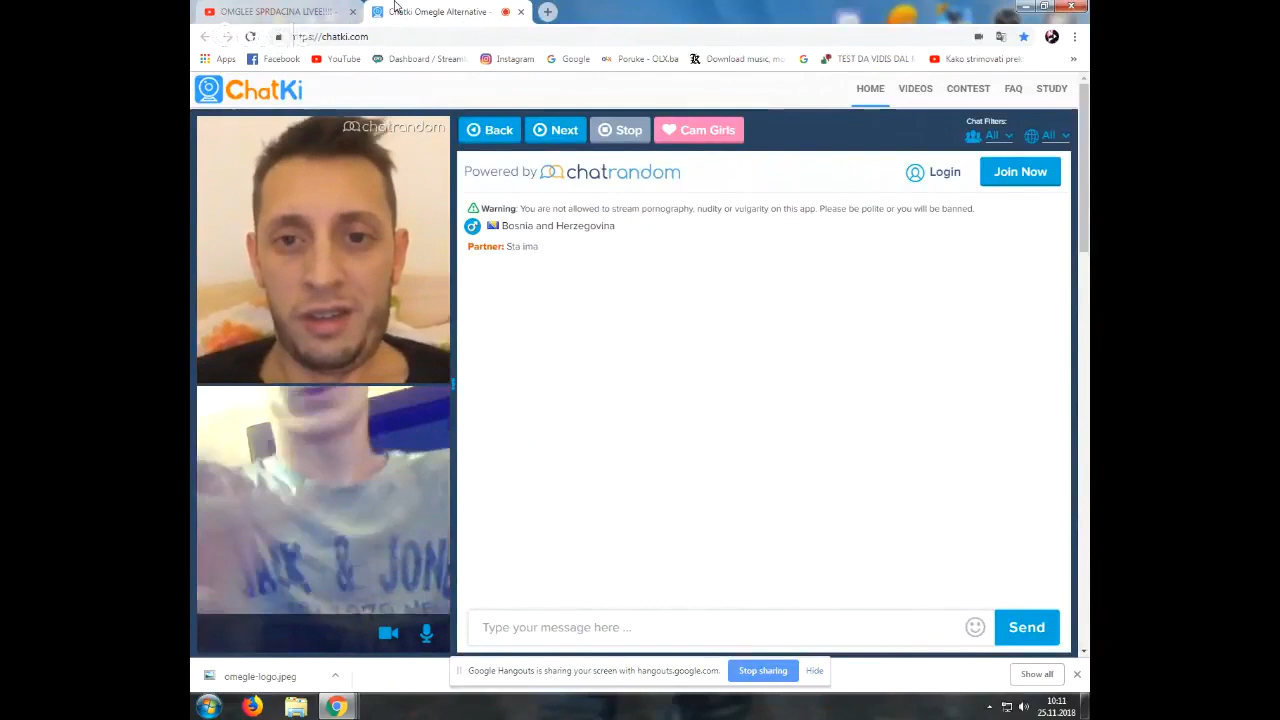 OMGLEE SPRDACINA LIVEE!!!! -
Chatki Omegle Alternative -
https://chatki.com
Apps
Facebook
YouTube
Dashboard / Streaml
Instagram
Google
Poruke - OLX.ba
Download music, mo
TEST DA VIDIS DAL
Kako strimovati prek
»
ChatKi
HOME
VIDEOS
CONTEST
FAQ
STUDY
chatrandom
Back
Next
Stop
Cam Girls
Chat Filters:
All
All
Powered by chatrandom
Login
Join Now
Warning: You are not allowed to stream pornography, nudity or vulgarity on this app. Please be polite or you will be banned.
Bosnia and Herzegovina
Partner: Sta ima
JACK & JON
Type your message here ...
Send
omegle-logo.jpeg
Google Hangouts is sharing your screen with hangouts.google.com.
Stop sharing
Hide
Show all
10:11
25.11.2018